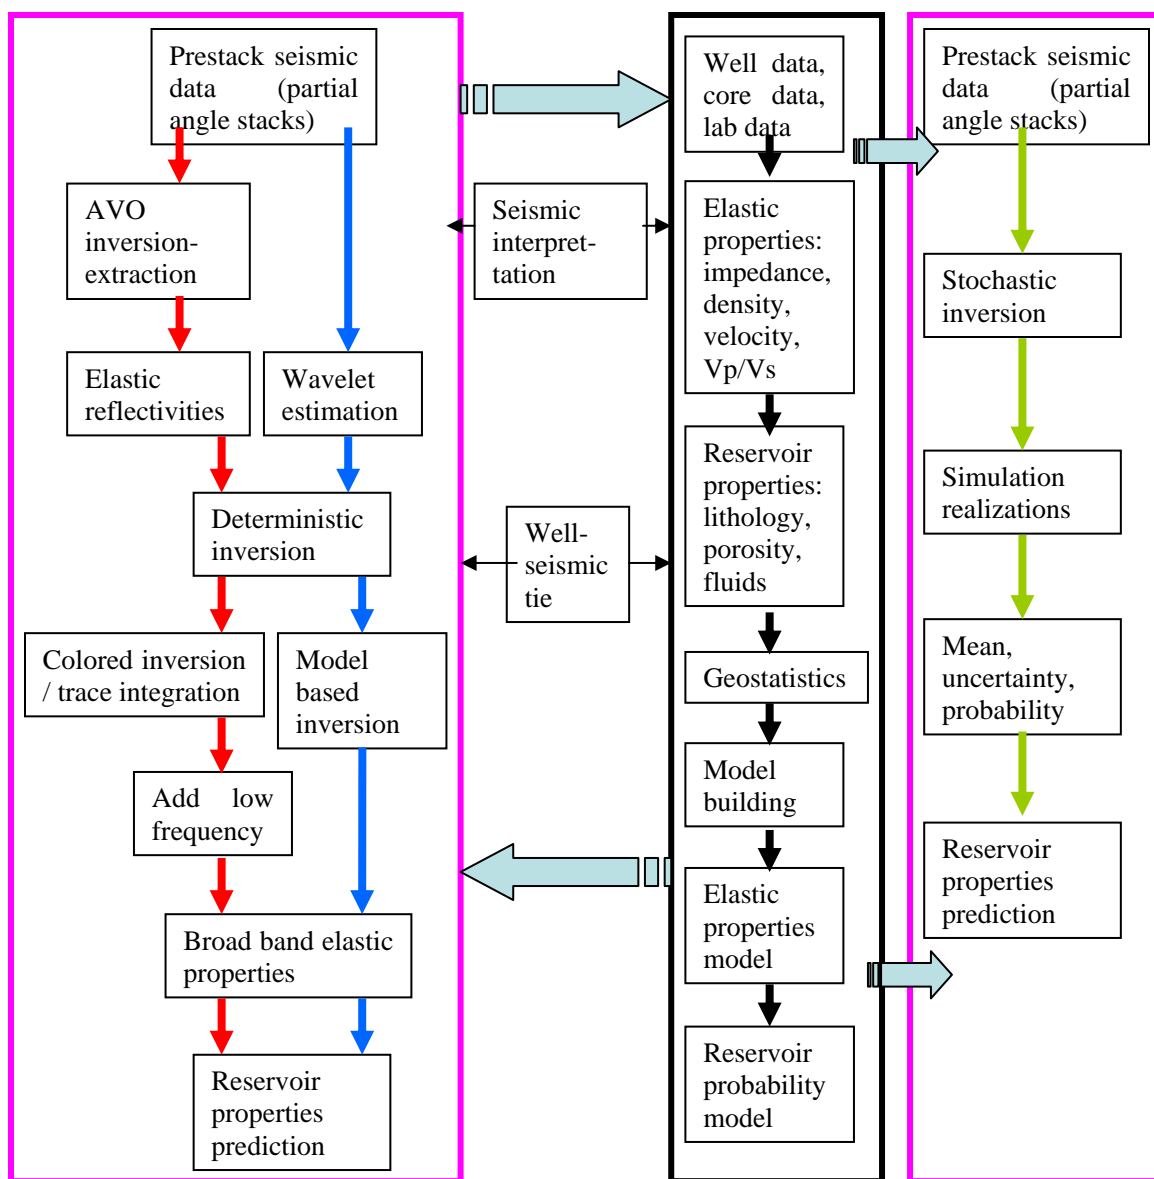 Prestack seismic
data (partial
angle stacks)
AVO
inversion-
extraction
Elastic
reflectivities
Wavelet
estimation
Deterministic
inversion
Colored inversion
/ trace integration
Model
based
inversion
Add low
frequency
Broad band elastic
properties
Reservoir
properties
prediction
Seismic
interpret-
tation
Well-
seismic
tie
Well data,
core data,
lab data
Elastic
properties:
impedance,
density,
velocity,
Vp/Vs
Reservoir
properties:
lithology,
porosity,
fluids
Geostatistics
Model
building
Elastic
properties
model
Reservoir
probability
model
Prestack seismic
data (partial
angle stacks)
Stochastic
inversion
Simulation
realizations
Mean,
uncertainty,
probability
Reservoir
properties
prediction